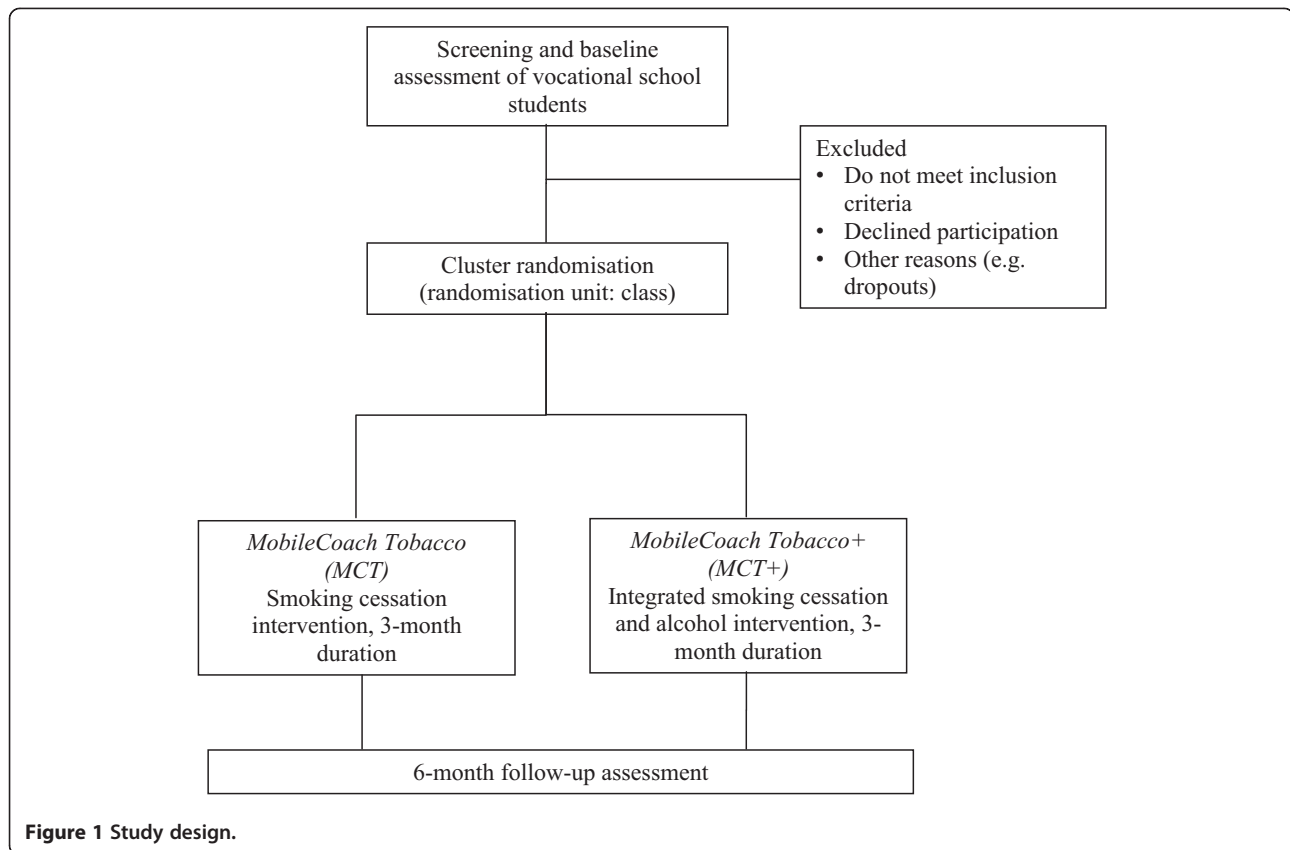 Screening and baseline
assessment of vocational school
students
Excluded
• Do not meet inclusion
criteria
• Declined participation
• Other reasons (e.g.
dropouts)
Cluster randomisation
(randomisation unit: class)
MobileCoach Tobacco
(MCT)
Smoking cessation
intervention, 3-month
duration
MobileCoach Tobacco+
(MCT+)
Integrated smoking cessation
and alcohol intervention, 3-
month duration
6-month follow-up assessment
Figure 1 Study design.